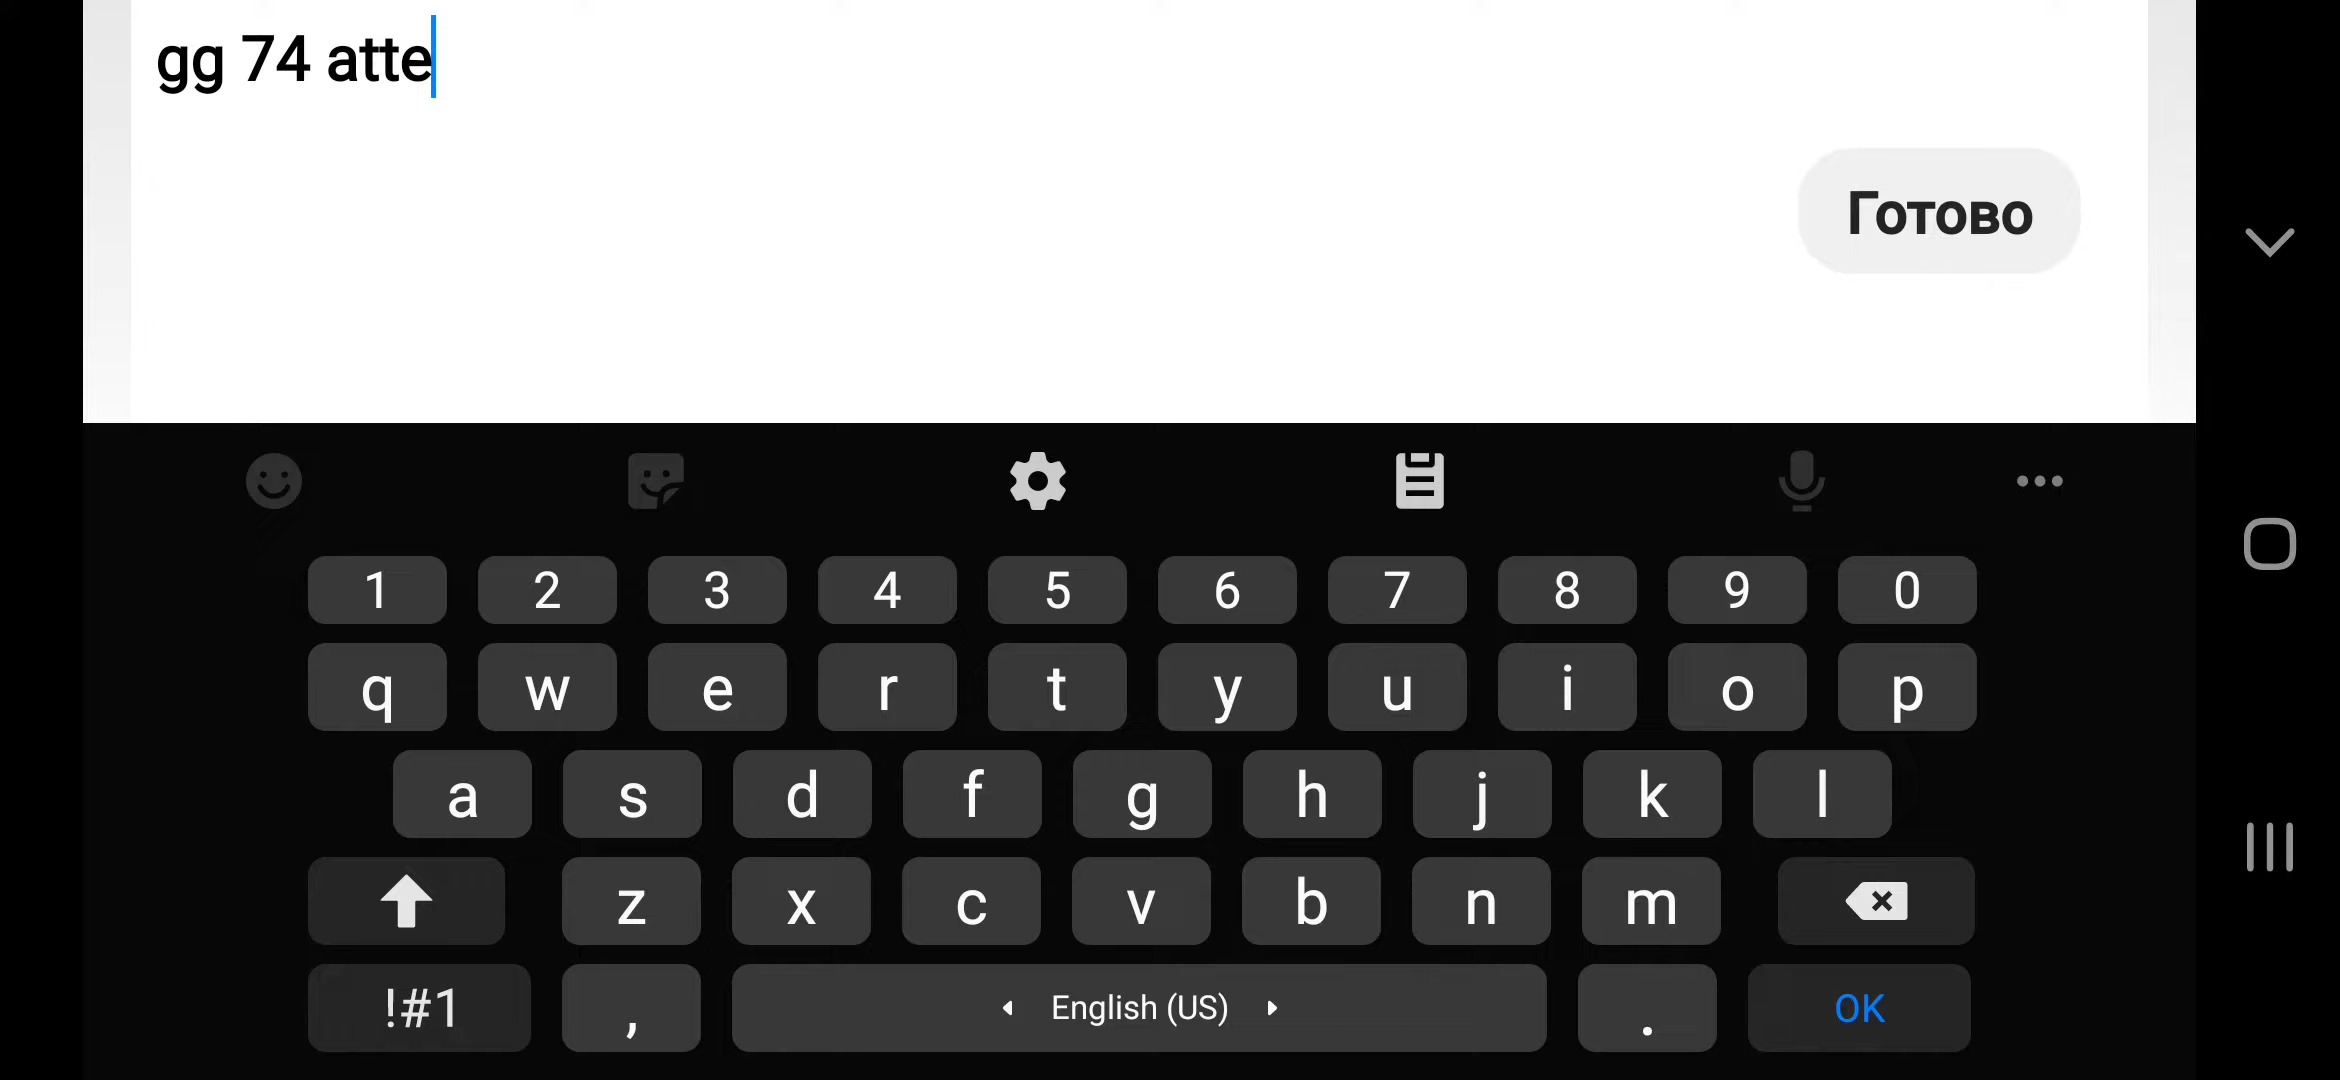 gg 74 atte
Готово
1 2 3 4 5 6 7 8 9 0
q w e r t y u i o p
a s d f g h j k l
z x c v b n m
!#1 , English (US) . OK